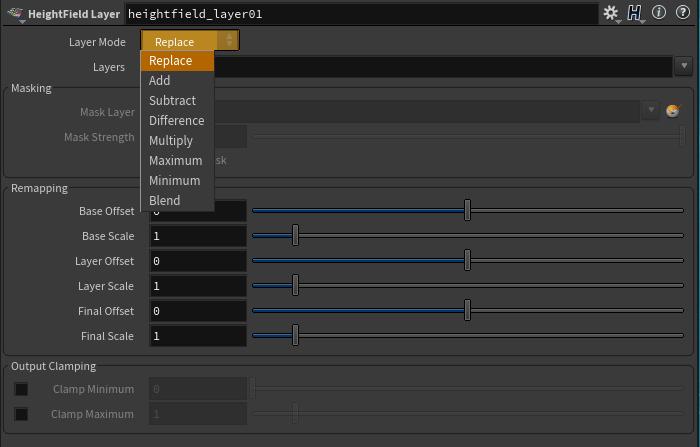 HeightField Layer heightfield_layer01
Layer Mode Replace
Replace
Layers
Add
Masking
Subtract
Mask Layer
Difference
Mask Strength
Multiply
Maximum sk
Minimum
Remapping
Blend
Base Offset
Base Scale 1
Layer Offset 0
Layer Scale 1
Final Offset 0
Final Scale 1
Output Clamping
Clamp Minimum 0
Clamp Maximum 1